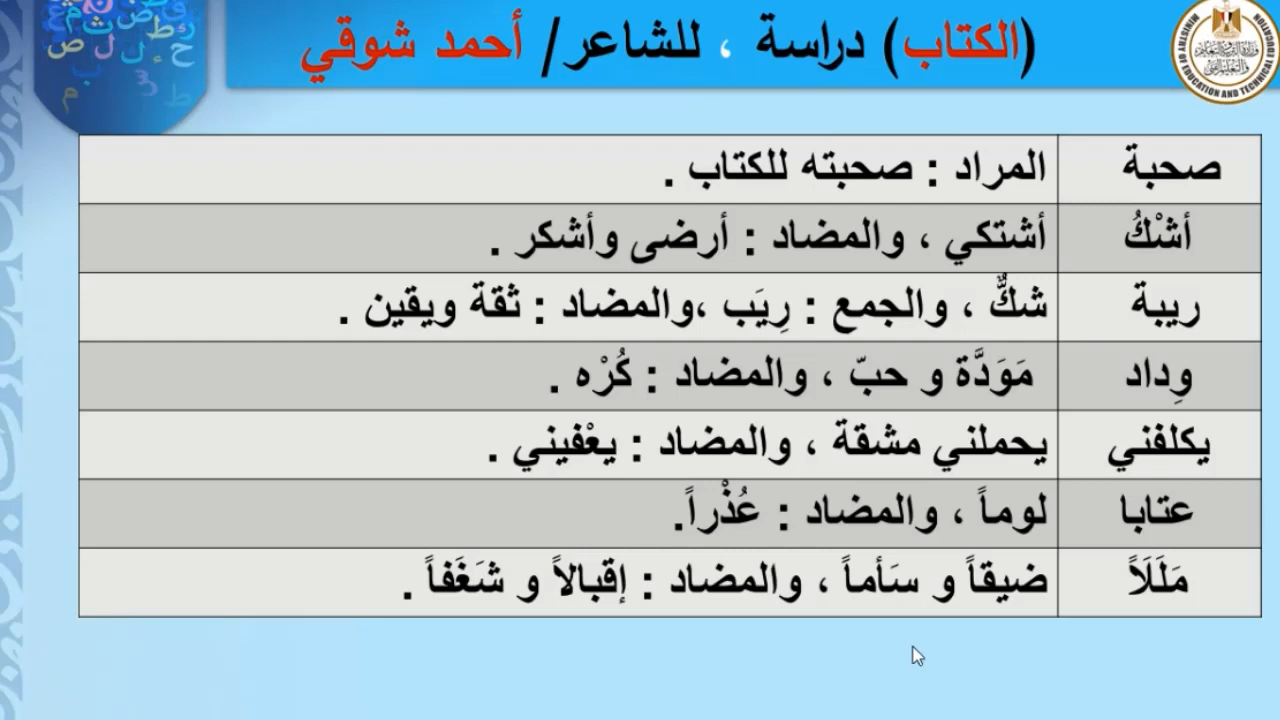 (الكتاب) دراسة ، للشاعر/ أحمد شوقي
صحبة المراد : صحبته للكتاب .
أشْكُ أشتكي ، والمضاد : أرضى وأشكر .
ريبة شكٌّ ، والجمع : رِيَب ،والمضاد : ثقة ويقين .
وِداد مَوَدَّة و حبّ ، والمضاد : كُرْه .
يكلفني يحملني مشقة ، والمضاد : يعْفيني .
عتابا لوماً ، والمضاد : عُذْراً.
مَلَلَاً ضيقاً و سَأماً ، والمضاد : إقبالاً و شَغَفاً .